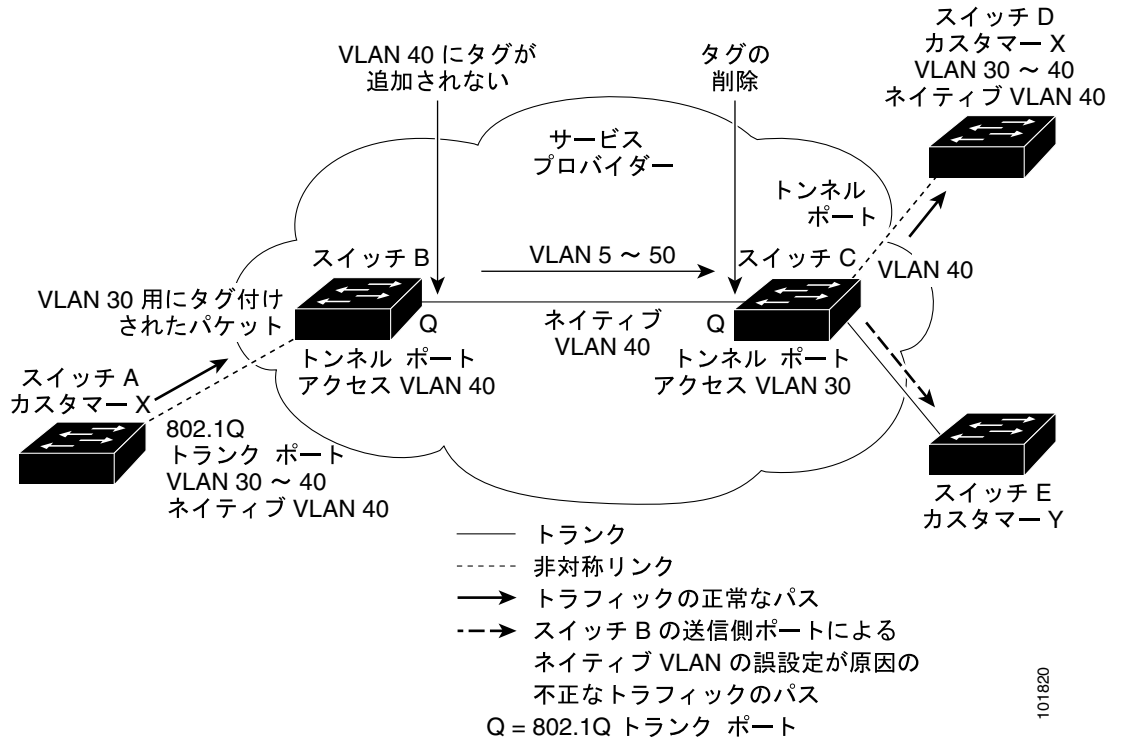 VLAN 40 にタグが
追加されない
タグの
削除
スイッチ D
カスタマー X
VLAN 30 ~ 40
ネイティブ VLAN 40
サービス
プロバイダー
トンネル
ポート
スイッチ B
VLAN 5 ~ 50
スイッチ C
VLAN 40
VLAN 30 用にタグ付け
されたパケット
Q
ネイティブ
VLAN 40
Q
トンネル ポート
アクセス VLAN 40
トンネル ポート
アクセス VLAN 30
スイッチ A
カスタマー X
802.1Q
トランク ポート
VLAN 30 ~ 40
ネイティブ VLAN 40
スイッチ E
カスタマー Y
トランク
非対称リンク
トラフィックの正常なパス
スイッチ B の送信側ポートによる
ネイティブ VLAN の誤設定が原因の
不正なトラフィックのパス
Q = 802.1Q トランク ポート
101820